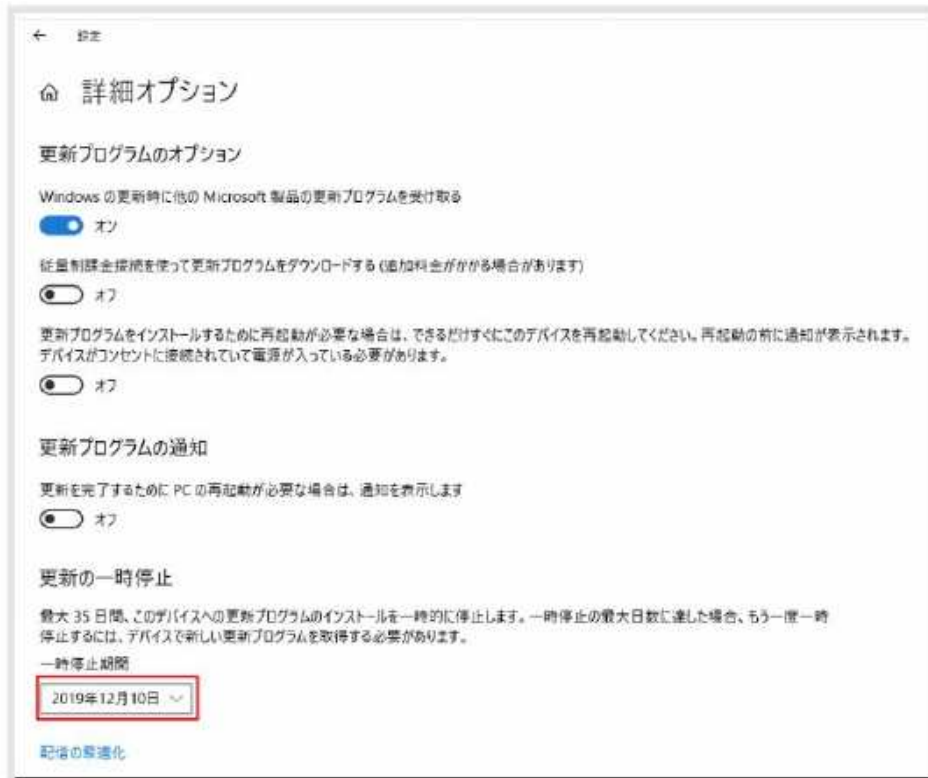 設定
詳細オプション
更新プログラムのオプション
Windows の更新時に他の Microsoft 製品の更新プログラムを受け取る
オン
従量制課金接続を使って更新プログラムをダウンロードする (追加料金がかかる場合があります)
オフ
更新プログラムをインストールするために再起動が必要な場合は、できるだけすぐにこのデバイスを再起動してください。再起動の前に通知が表示されます。
デバイスがコンセントに接続されていて電源が入っている必要があります。
オフ
更新プログラムの通知
更新を完了するために PC の再起動が必要な場合は、通知を表示します
オフ
更新の一時停止
最大 35 日間、このデバイスへの更新プログラムのインストールを一時的に停止します。一時停止の最大日数に達した場合、もう一度一時
停止するには、デバイスで新しい更新プログラムを取得する必要があります。
一時停止期間
2019年12月10日
配信の最適化